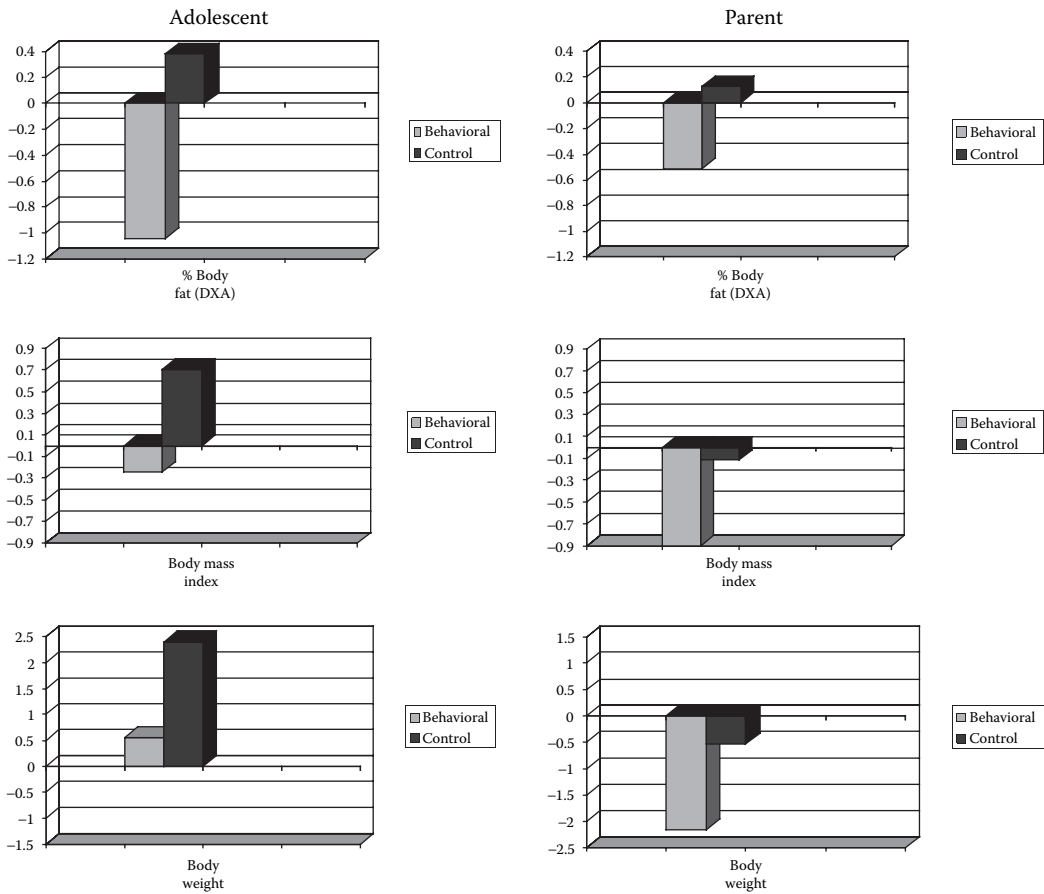 Adolescent
0.4
0.2
0
−0.2
−0.4
−0.6
−0.8
−1
−1.2
% Body
fat (DXA)
Behavioral
Control
Parent
0.4
0.2
0
−0.2
−0.4
−0.6
−0.8
−1
−1.2
% Body
fat (DXA)
Behavioral
Control
0.9
0.7
0.5
0.3
0.1
−0.1
−0.3
−0.5
−0.7
−0.9
Body mass
index
Behavioral
Control
0.9
0.7
0.5
0.3
0.1
−0.1
−0.3
−0.5
−0.7
−0.9
Body mass
index
Behavioral
Control
2.5
2
1.5
1
0.5
0
−0.5
−1
−1.5
Body
weight
Behavioral
Control
1.5
1
0.5
0
−0.5
−1
−1.5
−2
−2.5
Body
weight
Behavioral
Control